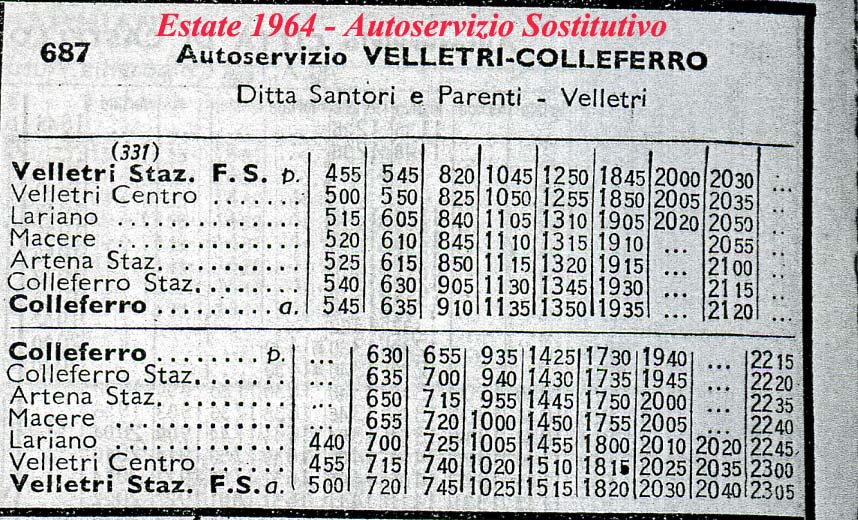 Estate 1964 - Autoservizio Sostitutivo
687 Autoservizio VELLETRI-COLLEFERRO
Ditta Santori e Parenti - Velletri
(331)
Velletri Staz. F.S. p. 455 545 820 1045 1250 1845 2000 2030 ...
Velletri Centro ....... 500 550 825 1050 1255 1850 2005 2035 ..
Lariano .............. 515 605 840 1105 1310 1905 2020 2050 ..
Macere .............. 520 610 845 1110 1315 1910 ... 2055 ..
Artena Staz. .......... 525 615 850 1115 1320 1915 ... 2100 ..
Colleferro Staz. ....... 540 630 905 1130 1345 1930 ... 2115 ..
Colleferro ......... a. 545 635 910 1135 1350 1935 ... 2120 ..
Colleferro ........ p. ... 630 655 935 1425 1730 1940 ... 2215
Colleferro Staz. ....... ... 635 700 940 1430 1735 1945 ... 2220
Artena Staz. .......... ... 650 715 955 1445 1750 2000 ... 2235
Macere .............. ... 655 720 1000 1450 1755 2005 ... 2240
Lariano .............. 440 700 725 1005 1455 1800 2010 2020 2245
Velletri Centro ...... 455 715 740 1020 1510 1815 2025 2035 2300
Velletri Staz. F.S. a. 500 720 745 1025 1515 1820 2030 2040 2305